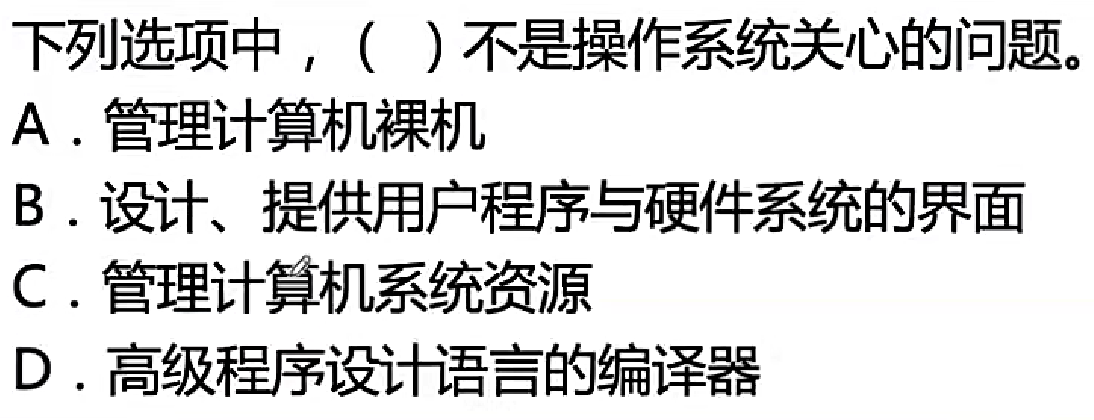 下列选项中，（ ）不是操作系统关心的问题。
A．管理计算机裸机
B．设计、提供用户程序与硬件系统的界面
C．管理计算机系统资源
D．高级程序设计语言的编译器